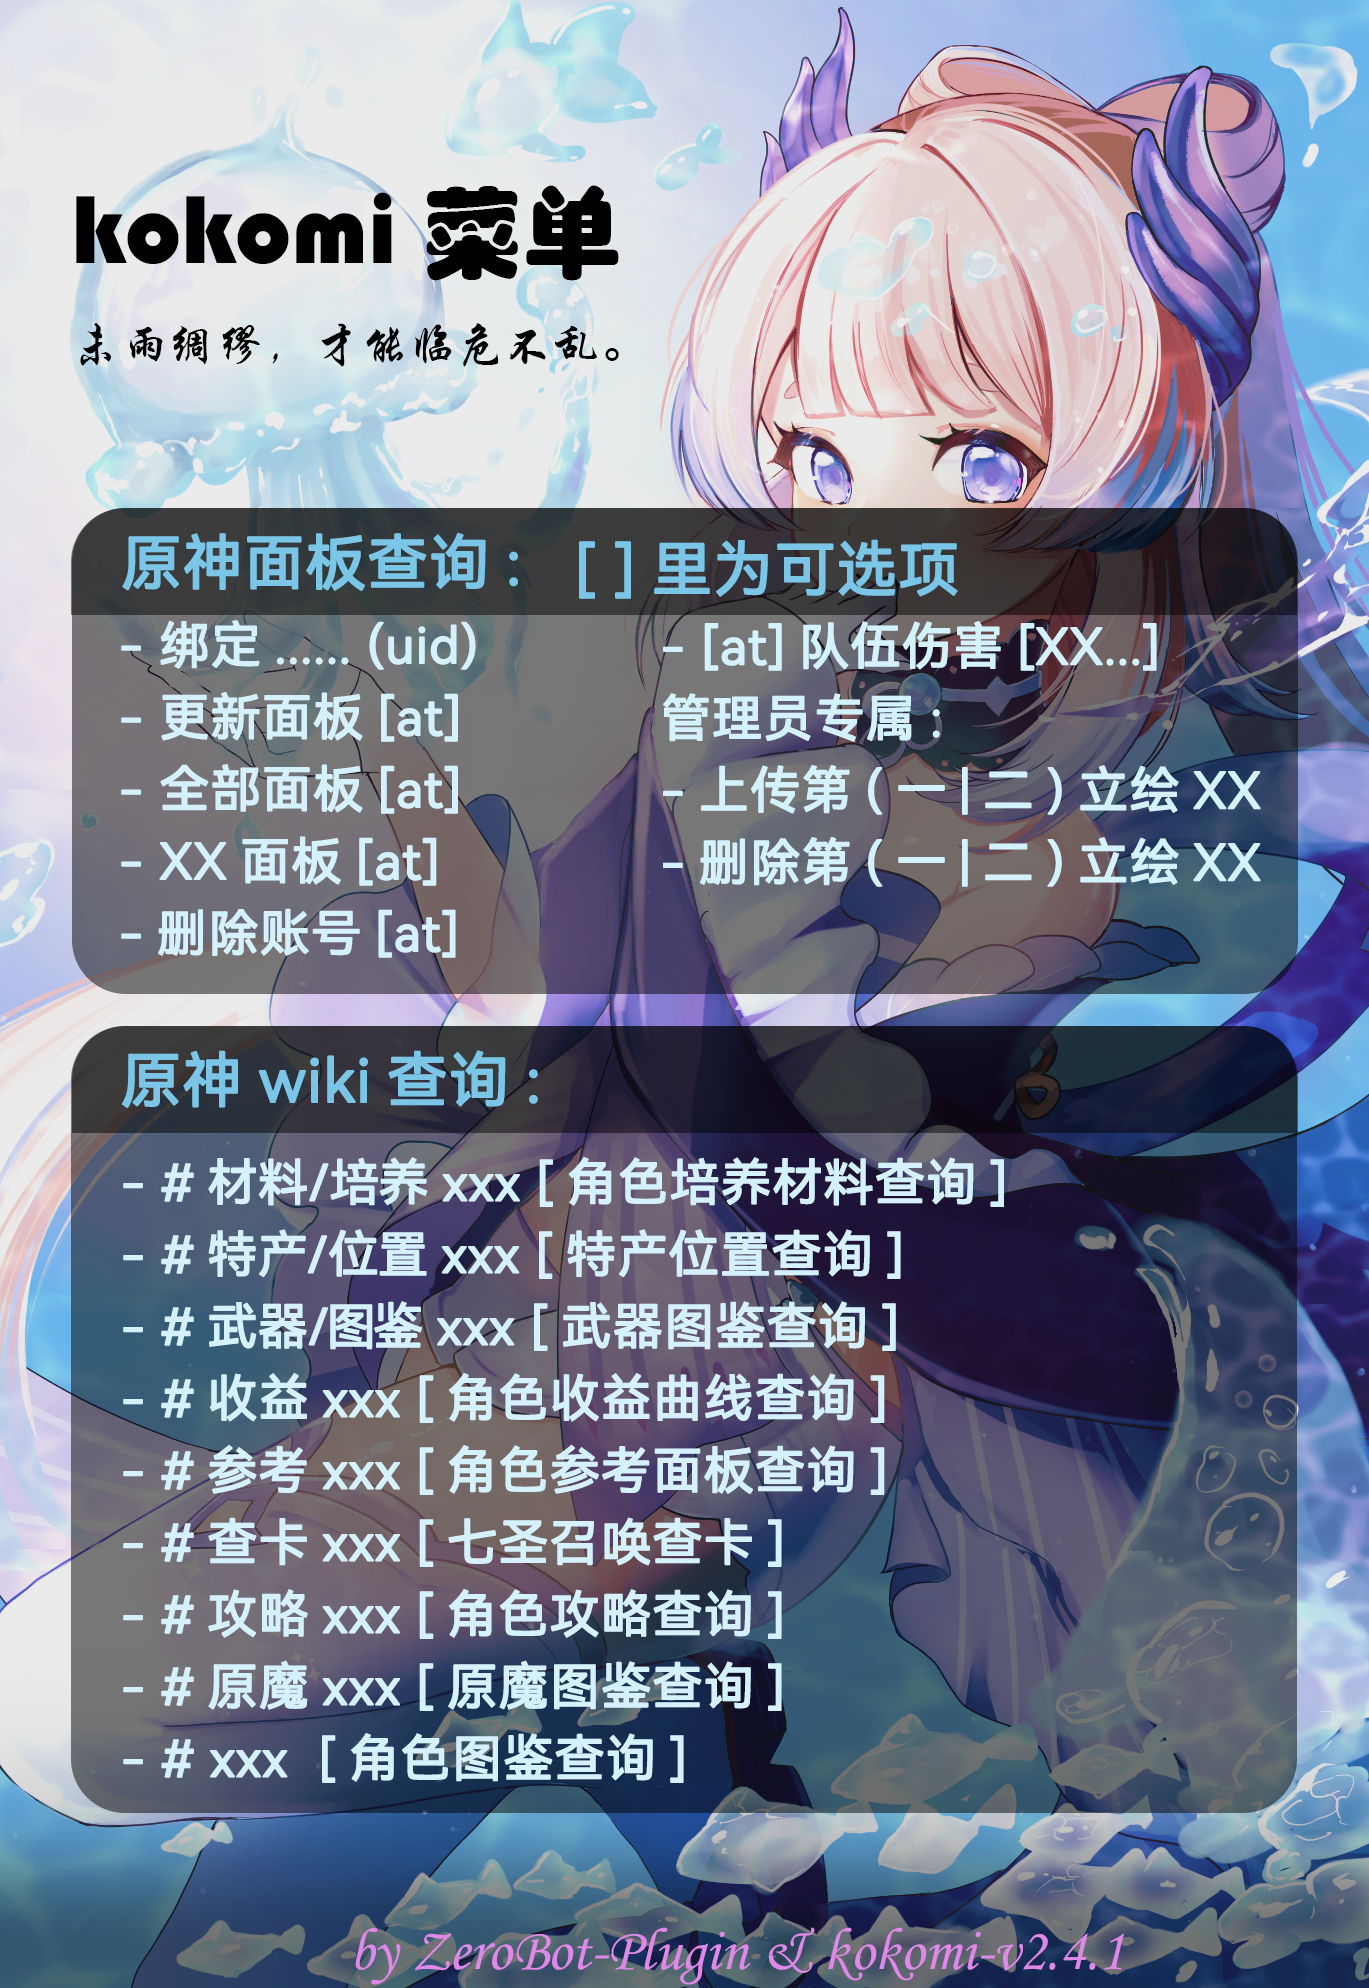 kokomi 菜单
未雨绸缪，才能临危不乱。
原神面板查询： [ ] 里为可选项
- 绑定 ...... (uid)
- 更新面板 [at]
- 全部面板 [at]
- XX 面板 [at]
- 删除账号 [at]
- [at] 队伍伤害 [XX...]
管理员专属：
- 上传第 ( 一 | 二 ) 立绘 XX
- 删除第 ( 一 | 二 ) 立绘 XX
原神 wiki 查询：
- # 材料/培养 xxx [ 角色培养材料查询 ]
- # 特产/位置 xxx [ 特产位置查询 ]
- # 武器/图鉴 xxx [ 武器图鉴查询 ]
- # 收益 xxx [ 角色收益曲线查询 ]
- # 参考 xxx [ 角色参考面板查询 ]
- # 查卡 xxx [ 七圣召唤查卡 ]
- # 攻略 xxx [ 角色攻略查询 ]
- # 原魔 xxx [ 原魔图鉴查询 ]
- # xxx [ 角色图鉴查询 ]
by ZeroBot-Plugin & kokomi-v2.4.1